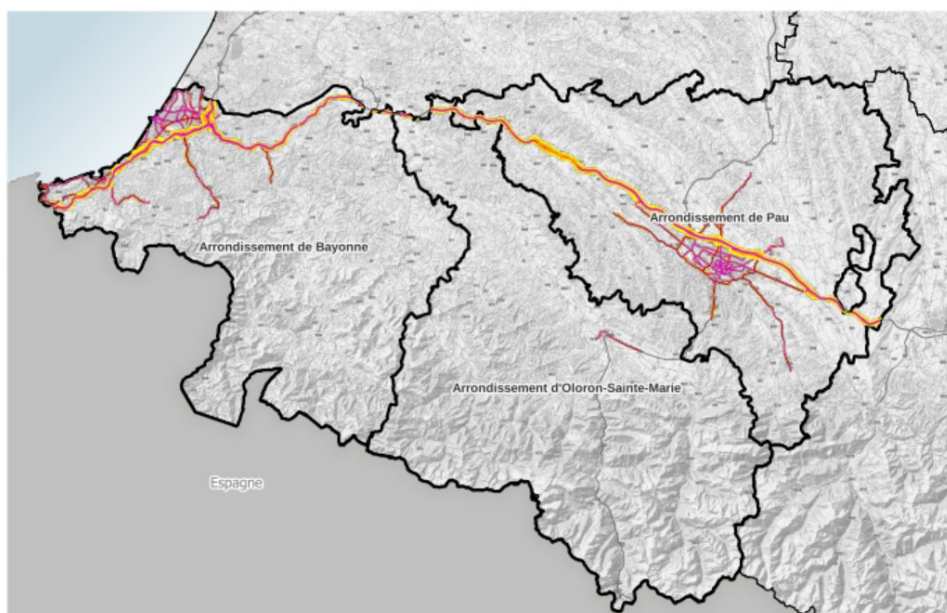 Arrondissement de Pau
Arrondissement de Bayonne
Arrondissement d'Oloron-Sainte-Marie
Espagne